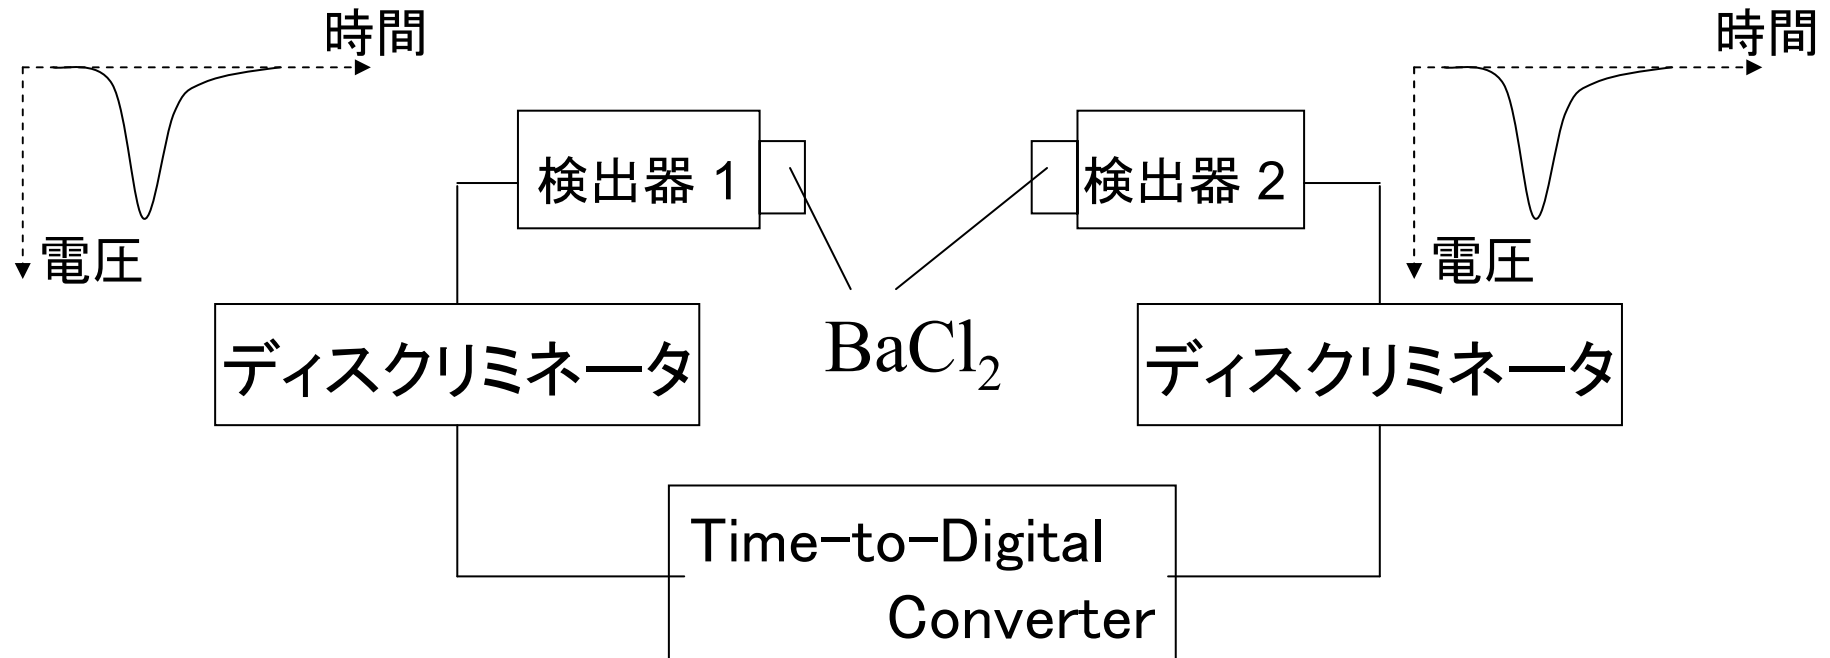 時間
時間
検出器 1
検出器 2
電圧
電圧
BaCl₂
ディスクリミネータ
ディスクリミネータ
Time-to-Digital
Converter